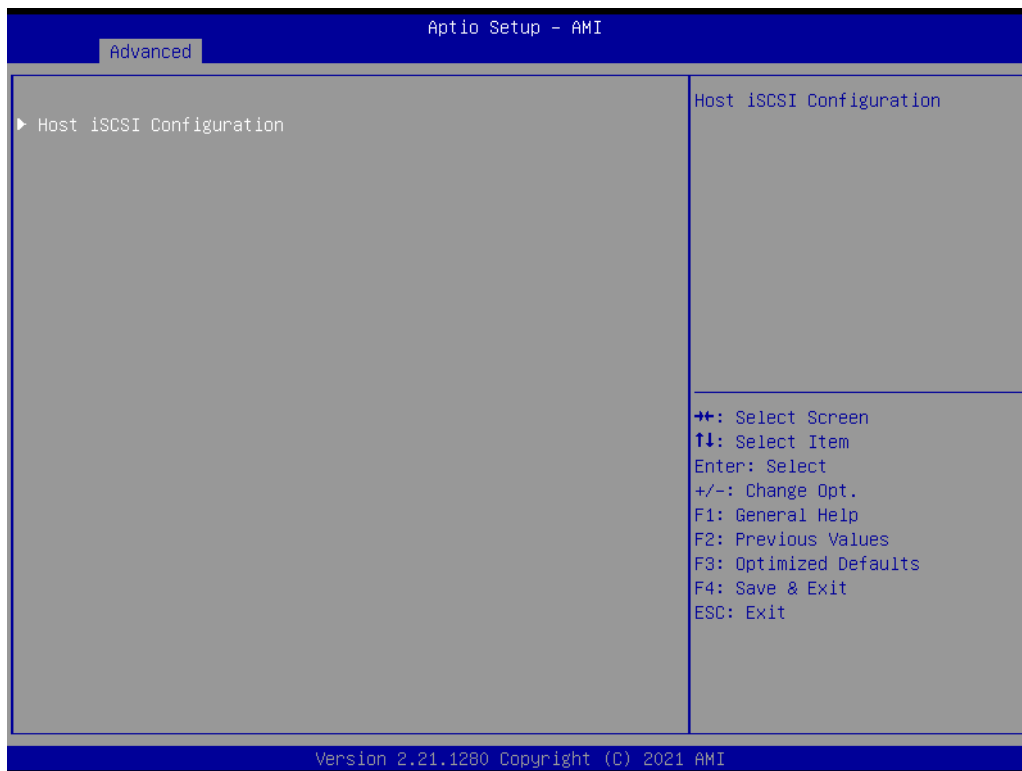 Aptio Setup – AMI
Advanced
▶ Host iSCSI Configuration
Host iSCSI Configuration
→←: Select Screen
↑↓: Select Item
Enter: Select
+/-: Change Opt.
F1: General Help
F2: Previous Values
F3: Optimized Defaults
F4: Save & Exit
ESC: Exit
Version 2.21.1280 Copyright (C) 2021 AMI